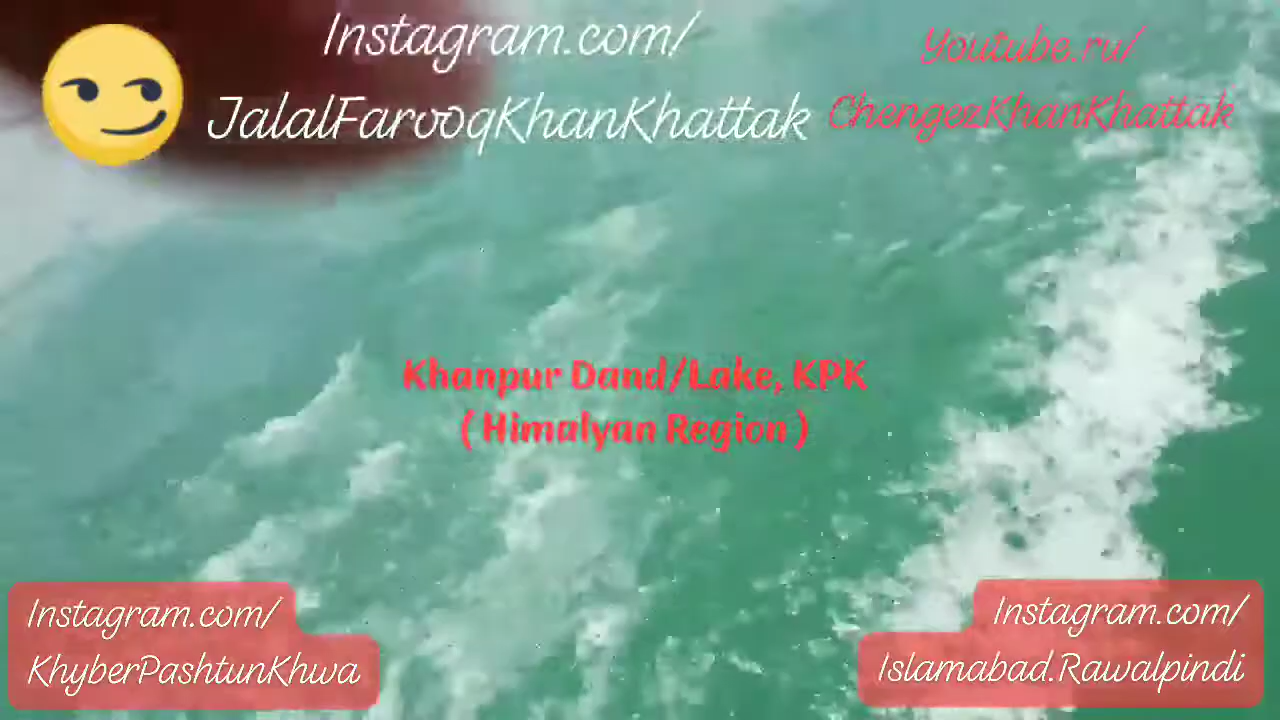 Instagram.com/
JalalFarooqKhanKhattak
Youtube.ru/
ChengezKhanKhattak
Khanpur Dand/Lake, KPK
( Himalyan Region )
Instagram.com/
KhyberPashtunKhwa
Instagram.com/
Islamabad.Rawalpindi